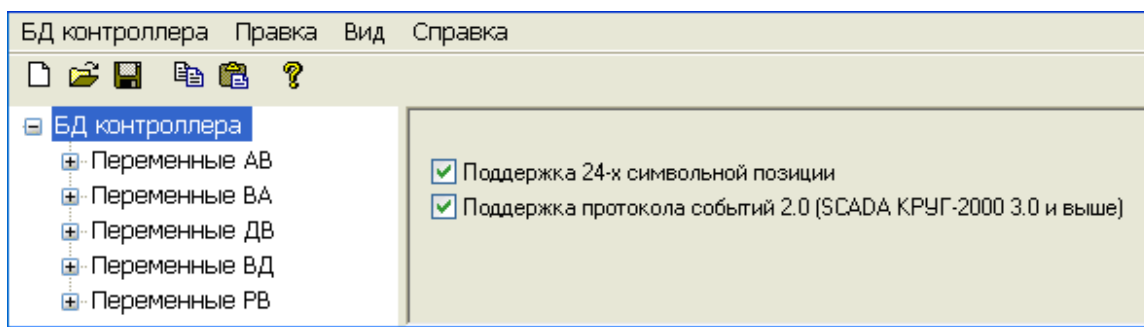 БД контроллера Правка Вид Справка
БД контроллера
Переменные АВ
Переменные ВА
Переменные ДВ
Переменные ВД
Переменные РВ
Поддержка 24-х символьной позиции
Поддержка протокола событий 2.0 (SCADA КРУГ-2000 3.0 и выше)